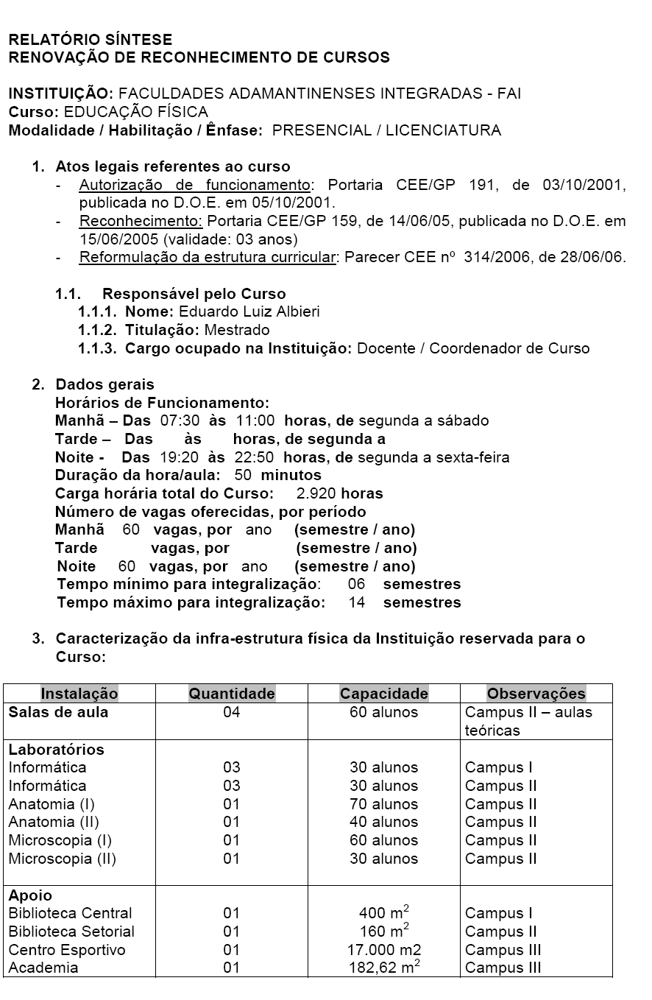 RELATÓRIO SÍNTESE
RENOVAÇÃO DE RECONHECIMENTO DE CURSOS
INSTITUIÇÃO: FACULDADES ADAMANTINENSES INTEGRADAS - FAI
Curso: EDUCAÇÃO FÍSICA
Modalidade / Habilitação / Ênfase: PRESENCIAL / LICENCIATURA
1. Atos legais referentes ao curso
- Autorização de funcionamento: Portaria CEE/GP 191, de 03/10/2001,
publicada no D.O.E. em 05/10/2001.
- Reconhecimento: Portaria CEE/GP 159, de 14/06/05, publicada no D.O.E. em
15/06/2005 (validade: 03 anos)
- Reformulação da estrutura curricular: Parecer CEE nº 314/2006, de 28/06/06.
1.1. Responsável pelo Curso
1.1.1. Nome: Eduardo Luiz Albieri
1.1.2. Titulação: Mestrado
1.1.3. Cargo ocupado na Instituição: Docente / Coordenador de Curso
2. Dados gerais
Horários de Funcionamento:
Manhã – Das 07:30 às 11:00 horas, de segunda a sábado
Tarde – Das às horas, de segunda a
Noite - Das 19:20 às 22:50 horas, de segunda a sexta-feira
Duração da hora/aula: 50 minutos
Carga horária total do Curso: 2.920 horas
Número de vagas oferecidas, por período
Manhã 60 vagas, por ano (semestre / ano)
Tarde vagas, por (semestre / ano)
Noite 60 vagas, por ano (semestre / ano)
Tempo mínimo para integralização: 06 semestres
Tempo máximo para integralização: 14 semestres
3. Caracterização da infra-estrutura física da Instituição reservada para o
Curso:
Instalação Quantidade Capacidade Observações
Salas de aula 04 60 alunos Campus II – aulas
teóricas
Laboratórios
Informática 03 30 alunos Campus I
Informática 03 30 alunos Campus II
Anatomia (I) 01 70 alunos Campus II
Anatomia (II) 01 40 alunos Campus II
Microscopia (I) 01 60 alunos Campus II
Microscopia (II) 01 30 alunos Campus II
Apoio
Biblioteca Central 01 400 m² Campus I
Biblioteca Setorial 01 160 m² Campus II
Centro Esportivo 01 17.000 m2 Campus III
Academia 01 182,62 m² Campus III